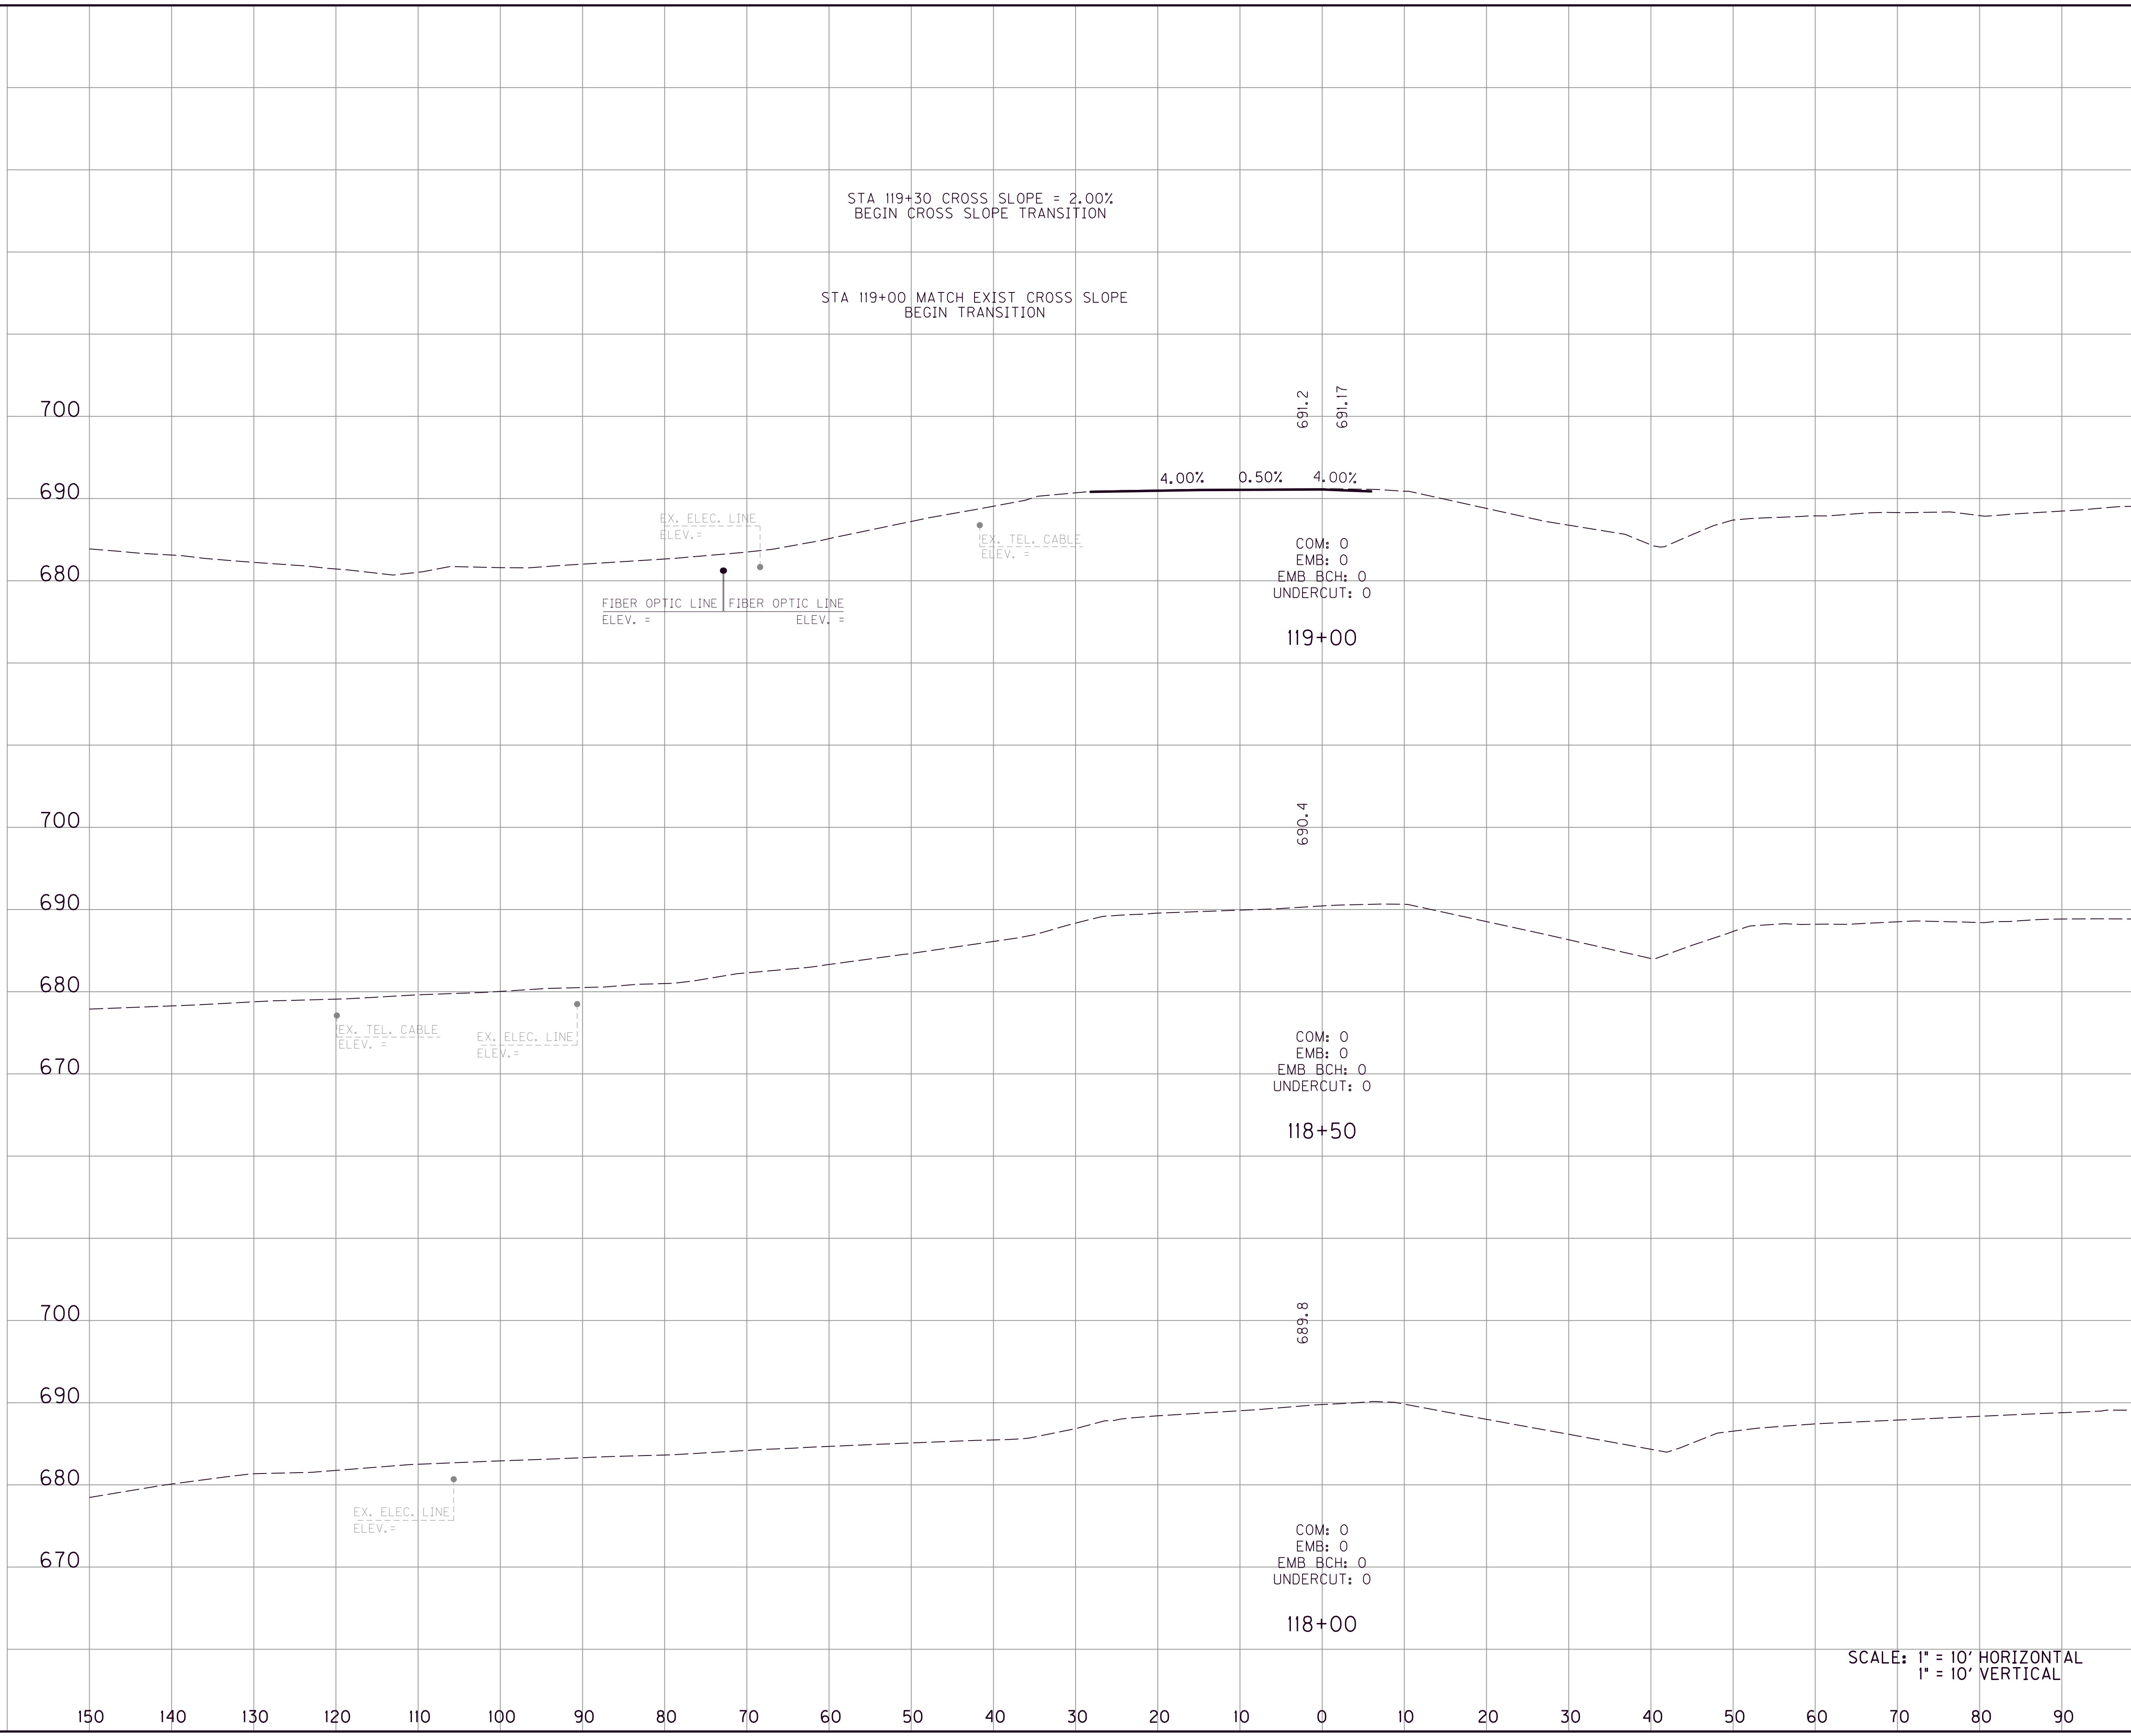 STA 119+30 CROSS SLOPE = 2.00%
BEGIN CROSS SLOPE TRANSITION
STA 119+00 MATCH EXIST CROSS SLOPE
BEGIN TRANSITION
700
691.2
691.17
4.00%
0.50%
4.00%
690
EX. ELEC. LINE
ELEV.=
EX. TEL. CABLE
ELEV. =
COM: 0
EMB: 0
EMB BCH: 0
UNDERCUT: 0
680
FIBER OPTIC LINE
FIBER OPTIC LINE
ELEV. =
ELEV. =
119+00
700
690.4
690
680
EX. TEL. CABLE
ELEV. =
EX. ELEC. LINE
ELEV.=
COM: 0
EMB: 0
EMB BCH: 0
UNDERCUT: 0
670
118+50
700
689.8
690
680
EX. ELEC. LINE
ELEV.=
COM: 0
EMB: 0
EMB BCH: 0
UNDERCUT: 0
670
118+00
SCALE: 1" = 10' HORIZONTAL
1" = 10' VERTICAL
150 140 130 120 110 100 90 80 70 60 50 40 30 20 10 0 10 20 30 40 50 60 70 80 90